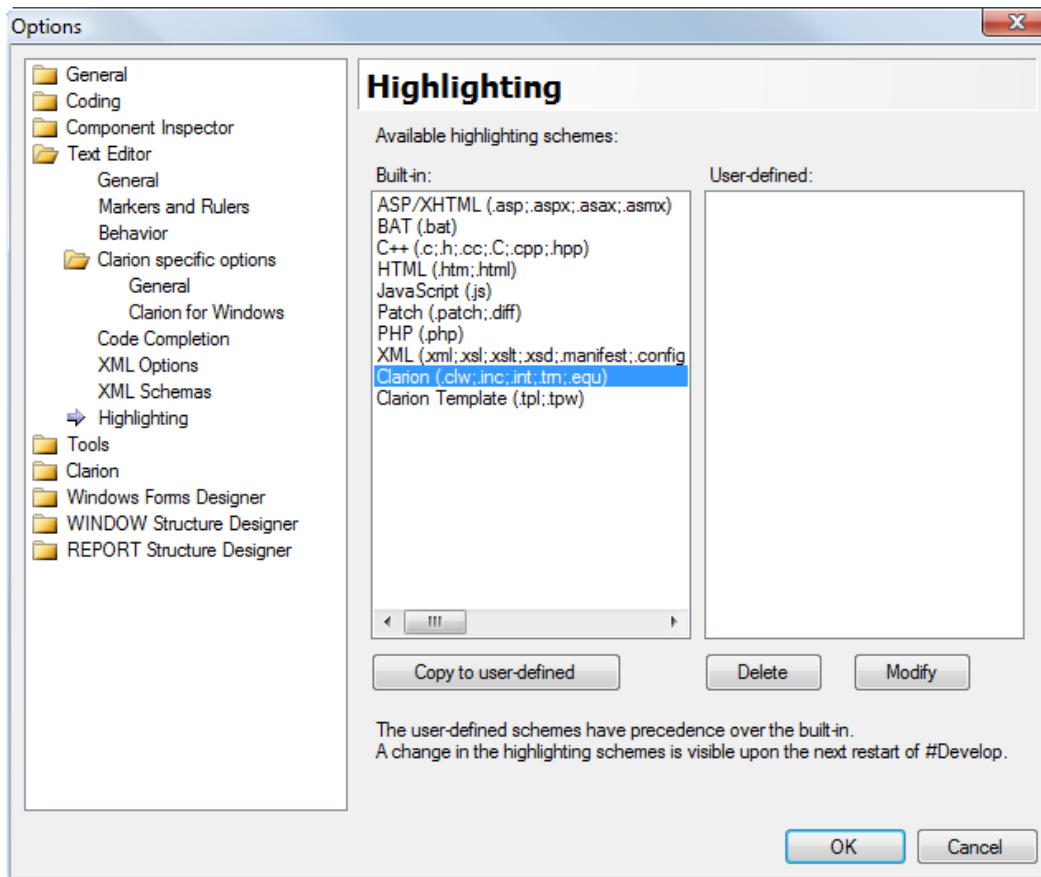 Options
General
Coding
Component Inspector
Text Editor
General
Markers and Rulers
Behavior
Clarion specific options
General
Clarion for Windows
Code Completion
XML Options
XML Schemas
Highlighting
Tools
Clarion
Windows Forms Designer
WINDOW Structure Designer
REPORT Structure Designer
Highlighting
Available highlighting schemes:
Built-in:
ASP/XHTML (.asp;.aspx;.asax;.asmx)
BAT (.bat)
C++ (.c;.h;.cc;.C;.cpp;.hpp)
HTML (.htm;.html)
JavaScript (.js)
Patch (.patch;.diff)
PHP (.php)
XML (.xml;.xsl;.xslt;.xsd;.manifest;.config
Clarion (.clw;.inc;.int;.trn;.equ)
Clarion Template (.tpl;.tpw)
User-defined:
Copy to user-defined
Delete
Modify
The user-defined schemes have precedence over the built-in.
A change in the highlighting schemes is visible upon the next restart of #Develop.
OK
Cancel